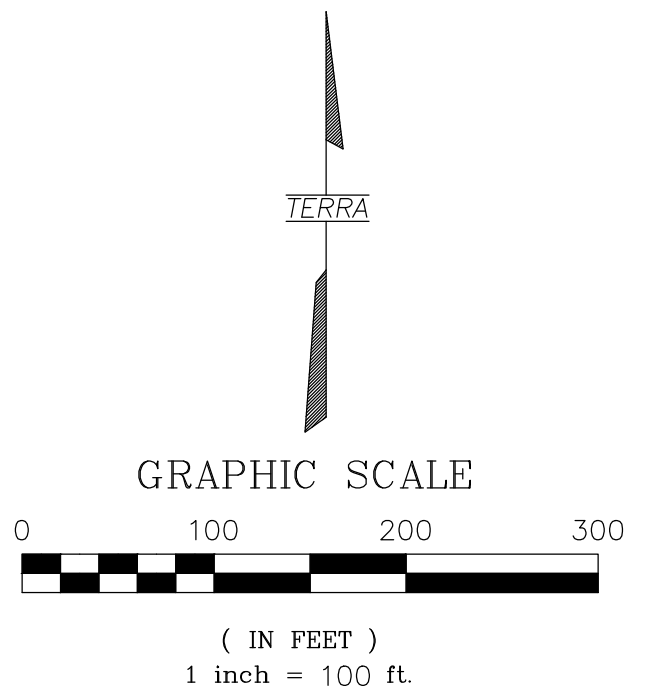 TERRA
GRAPHIC SCALE
0 100 200 300
( IN FEET )
1 inch = 100 ft.